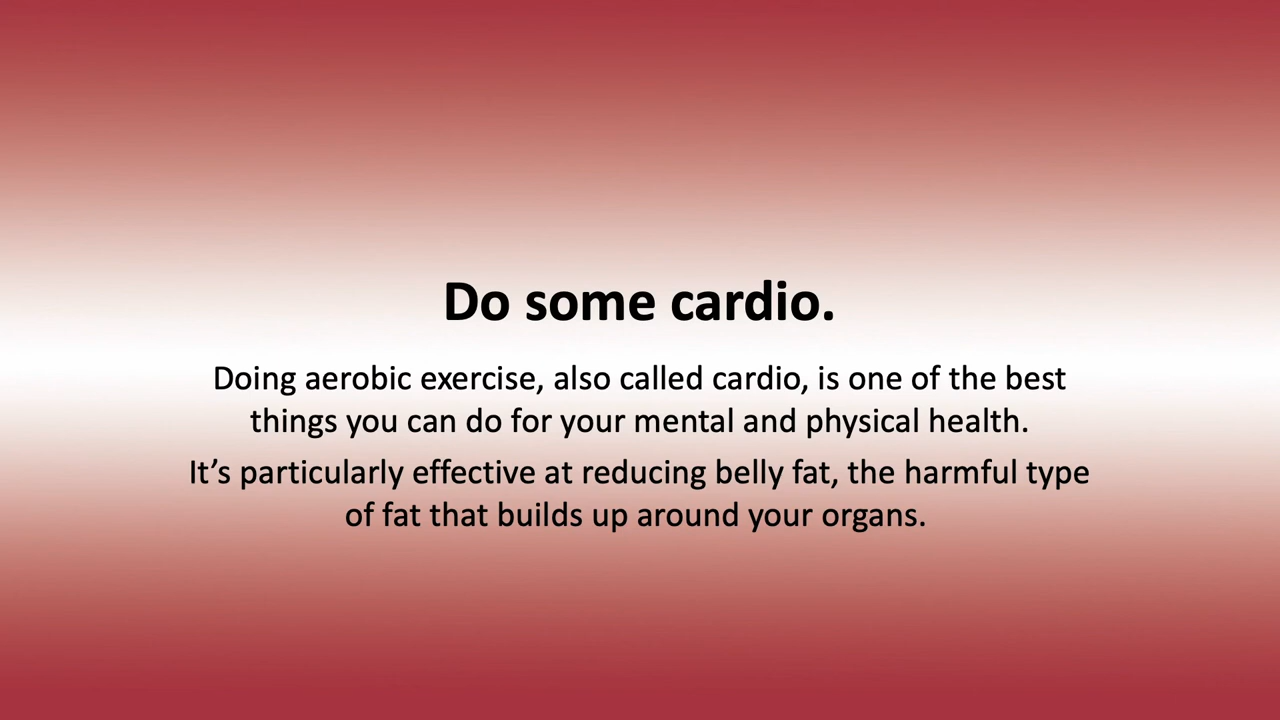 Do some cardio.
Doing aerobic exercise, also called cardio, is one of the best
things you can do for your mental and physical health.
It’s particularly effective at reducing belly fat, the harmful type
of fat that builds up around your organs.